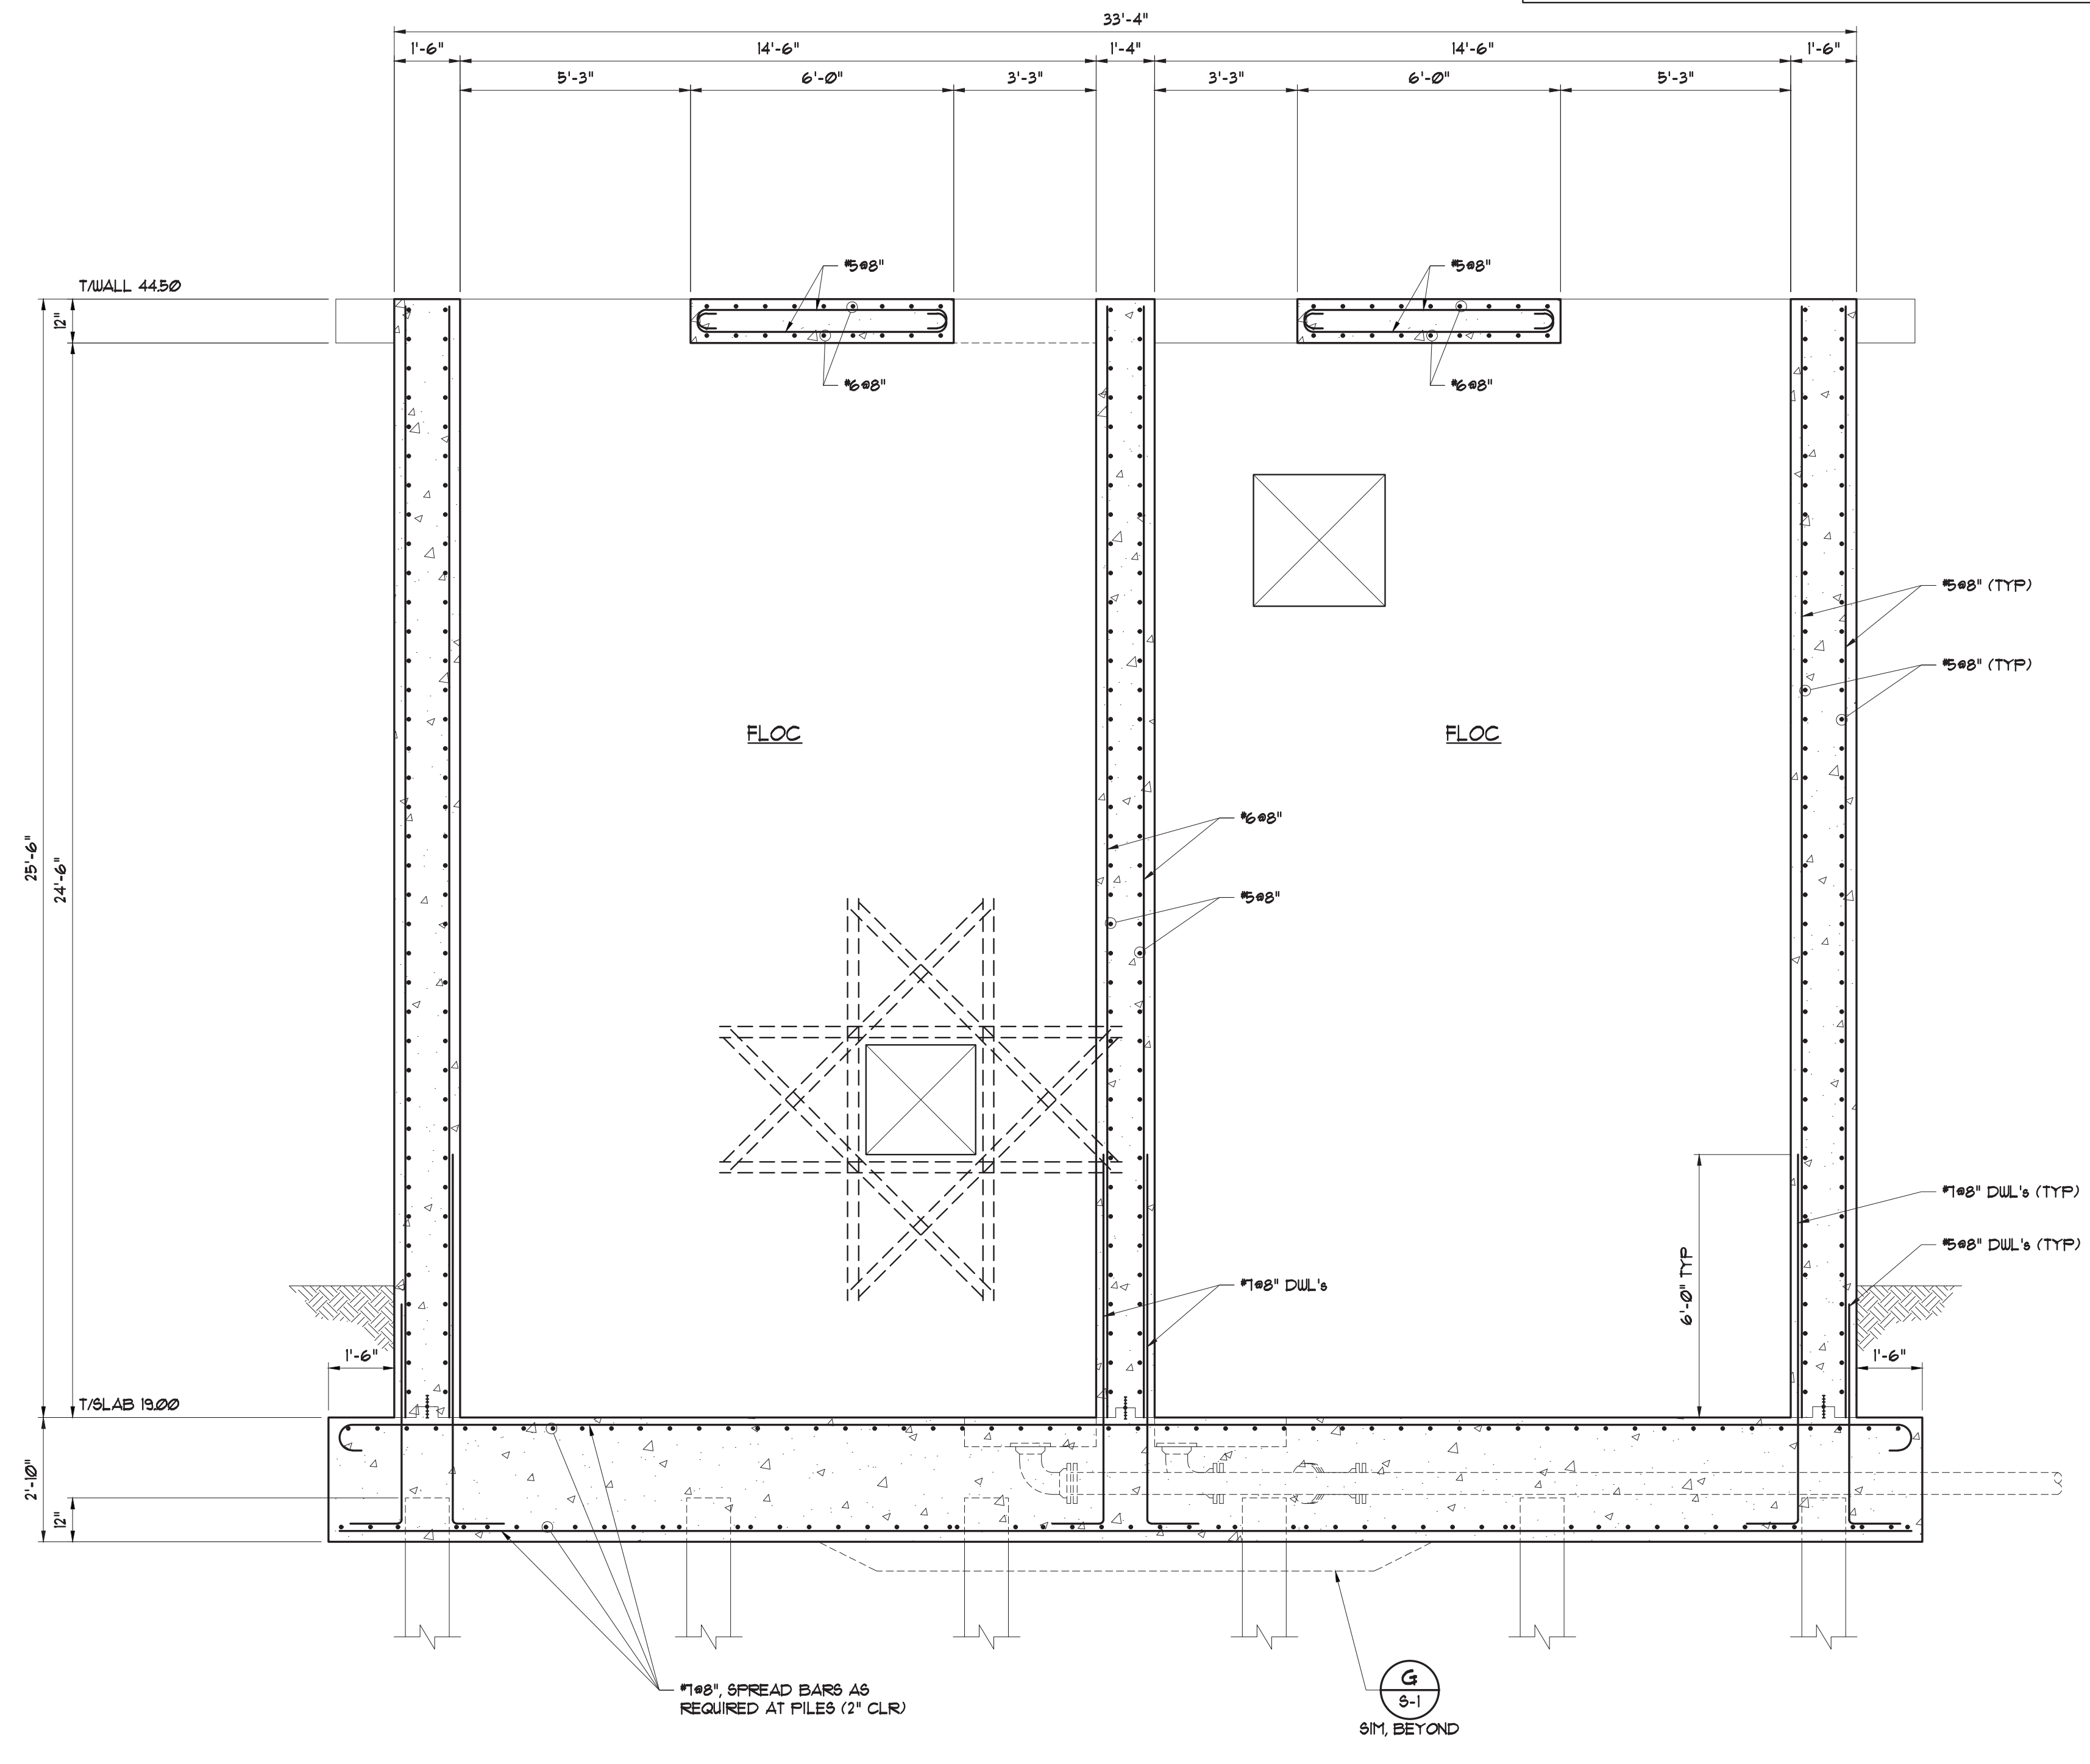 33'-4"
1'-6" 14'-6" 1'-4" 14'-6" 1'-6"
5'-3" 6'-0" 3'-3" 3'-3" 6'-0" 5'-3"
#5@8" #5@8"
T/WALL 44.50
12"
#6@8" #6@8"
#5@8" (TYP)
#5@8" (TYP)
FLOC FLOC
#6@8"
25'-6"
24'-6"
#5@8"
#7@8" DWL's (TYP)
#5@8" DWL's (TYP)
6'-0" TYP
#7@8" DWL's
1'-6" 1'-6"
T/SLAB 19.00
2'-10"
12"
#7@8", SPREAD BARS AS
REQUIRED AT PILES (2" CLR)
G
S-1
SIM, BEYOND